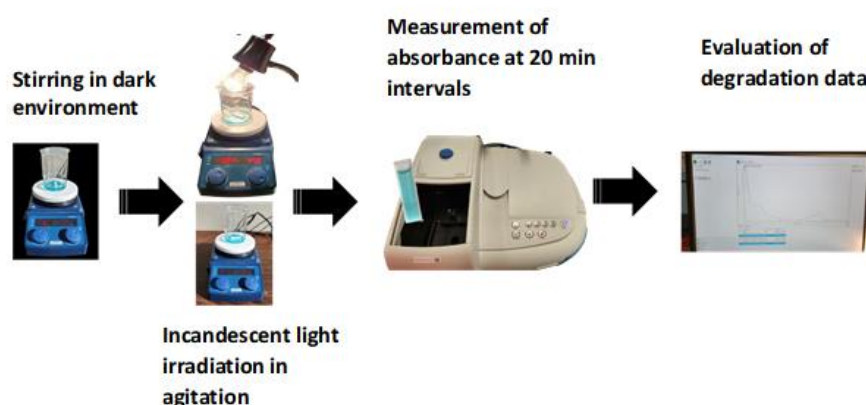 Stirring in dark
environment
Measurement of
absorbance at 20 min
intervals
Evaluation of
degradation data
Incandescent light
irradiation in
agitation